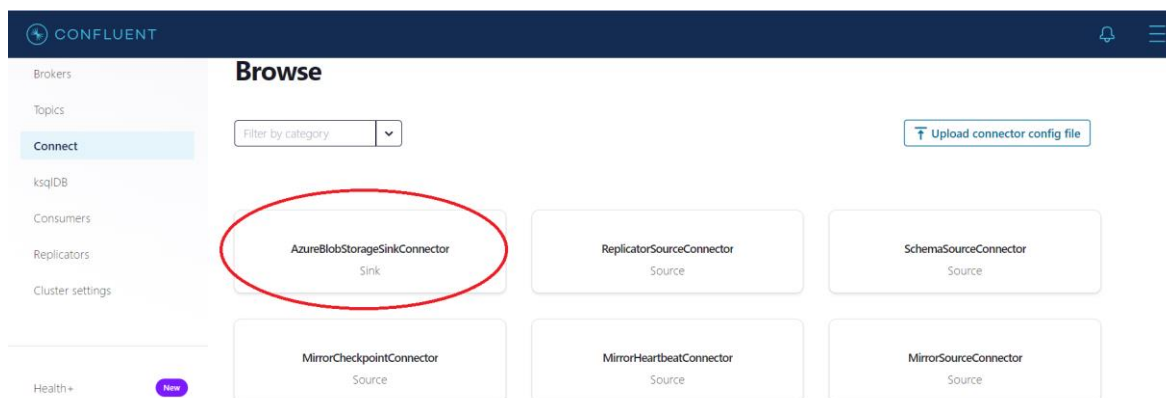 CONFLUENT
Brokers
Topics
Connect
ksqlDB
Consumers
Replicators
Cluster settings
Health+
New
Browse
Filter by category
Upload connector config file
AzureBlobStorageSinkConnector
Sink
ReplicatorSourceConnector
Source
SchemaSourceConnector
Source
MirrorCheckpointConnector
Source
MirrorHeartbeatConnector
Source
MirrorSourceConnector
Source